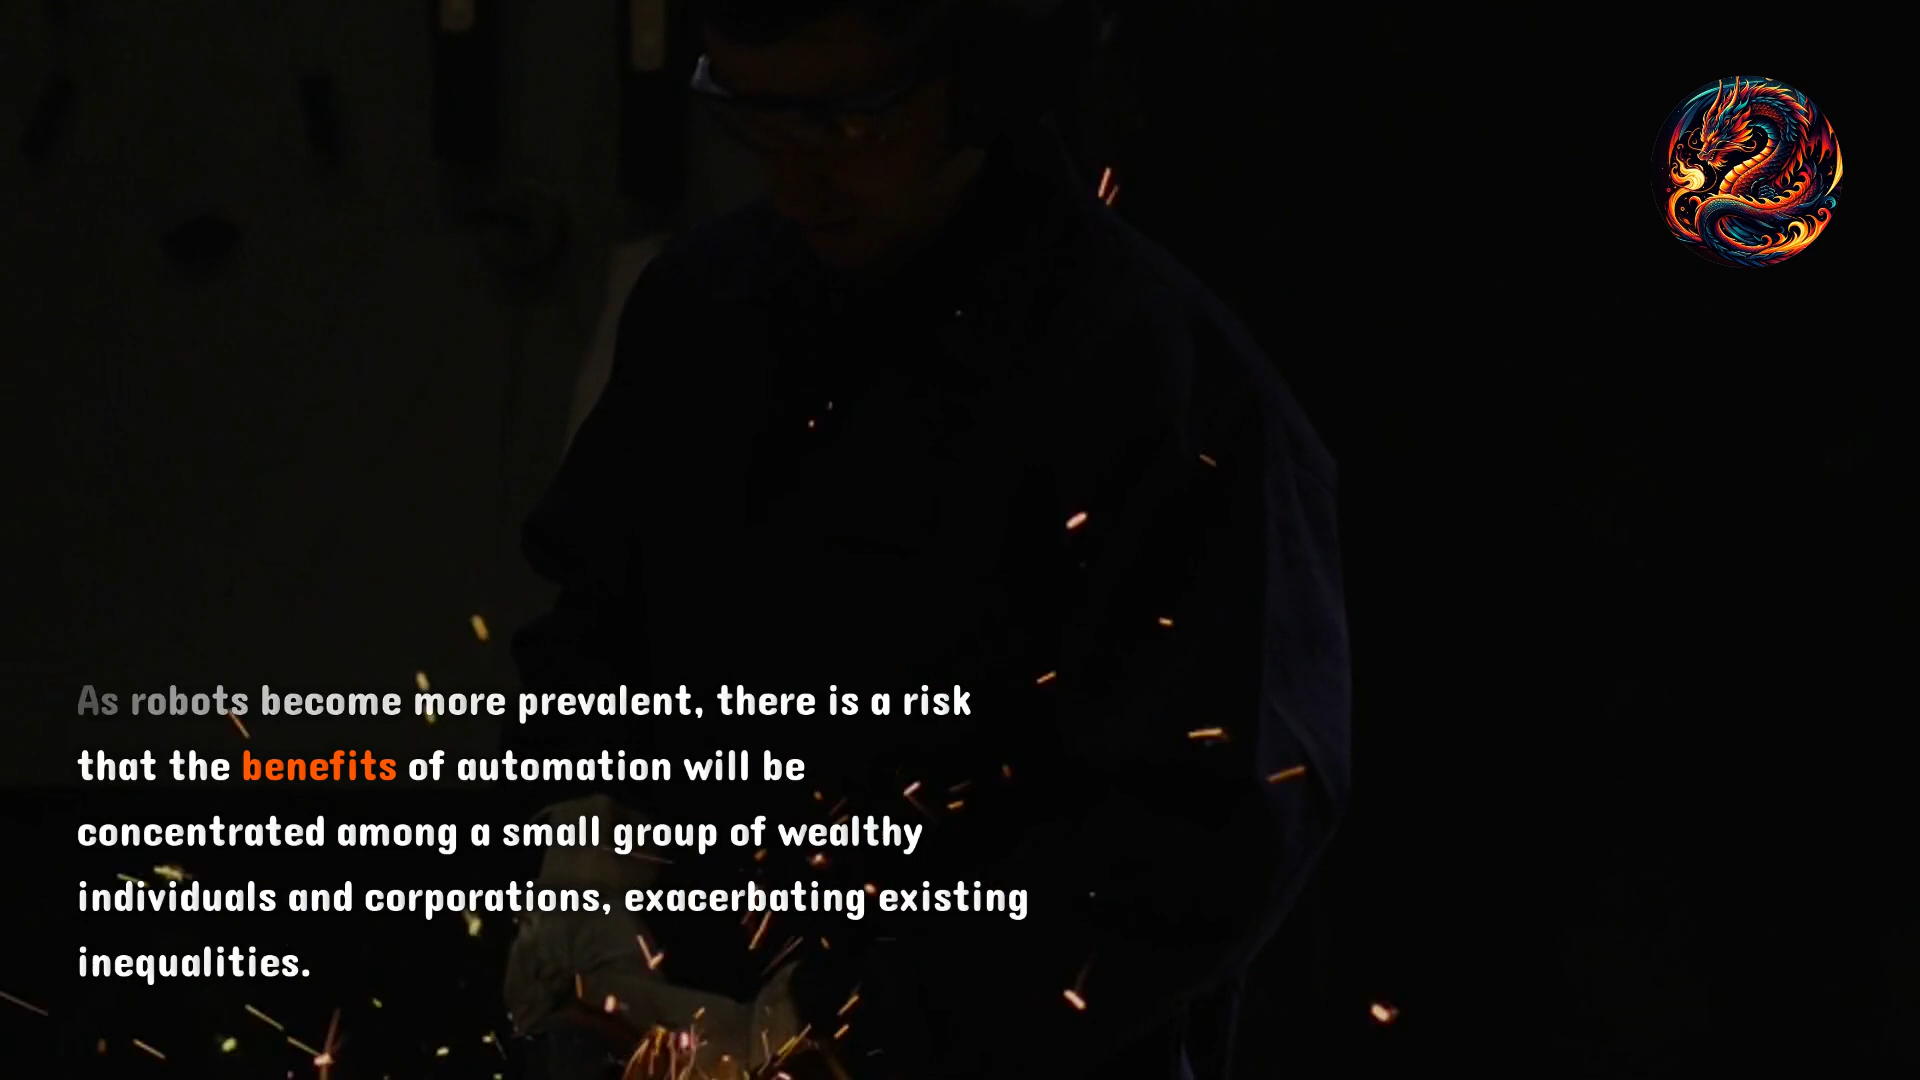 As robots become more prevalent, there is a risk
that the benefits of automation will be
concentrated among a small group of wealthy
individuals and corporations, exacerbating existing
inequalities.